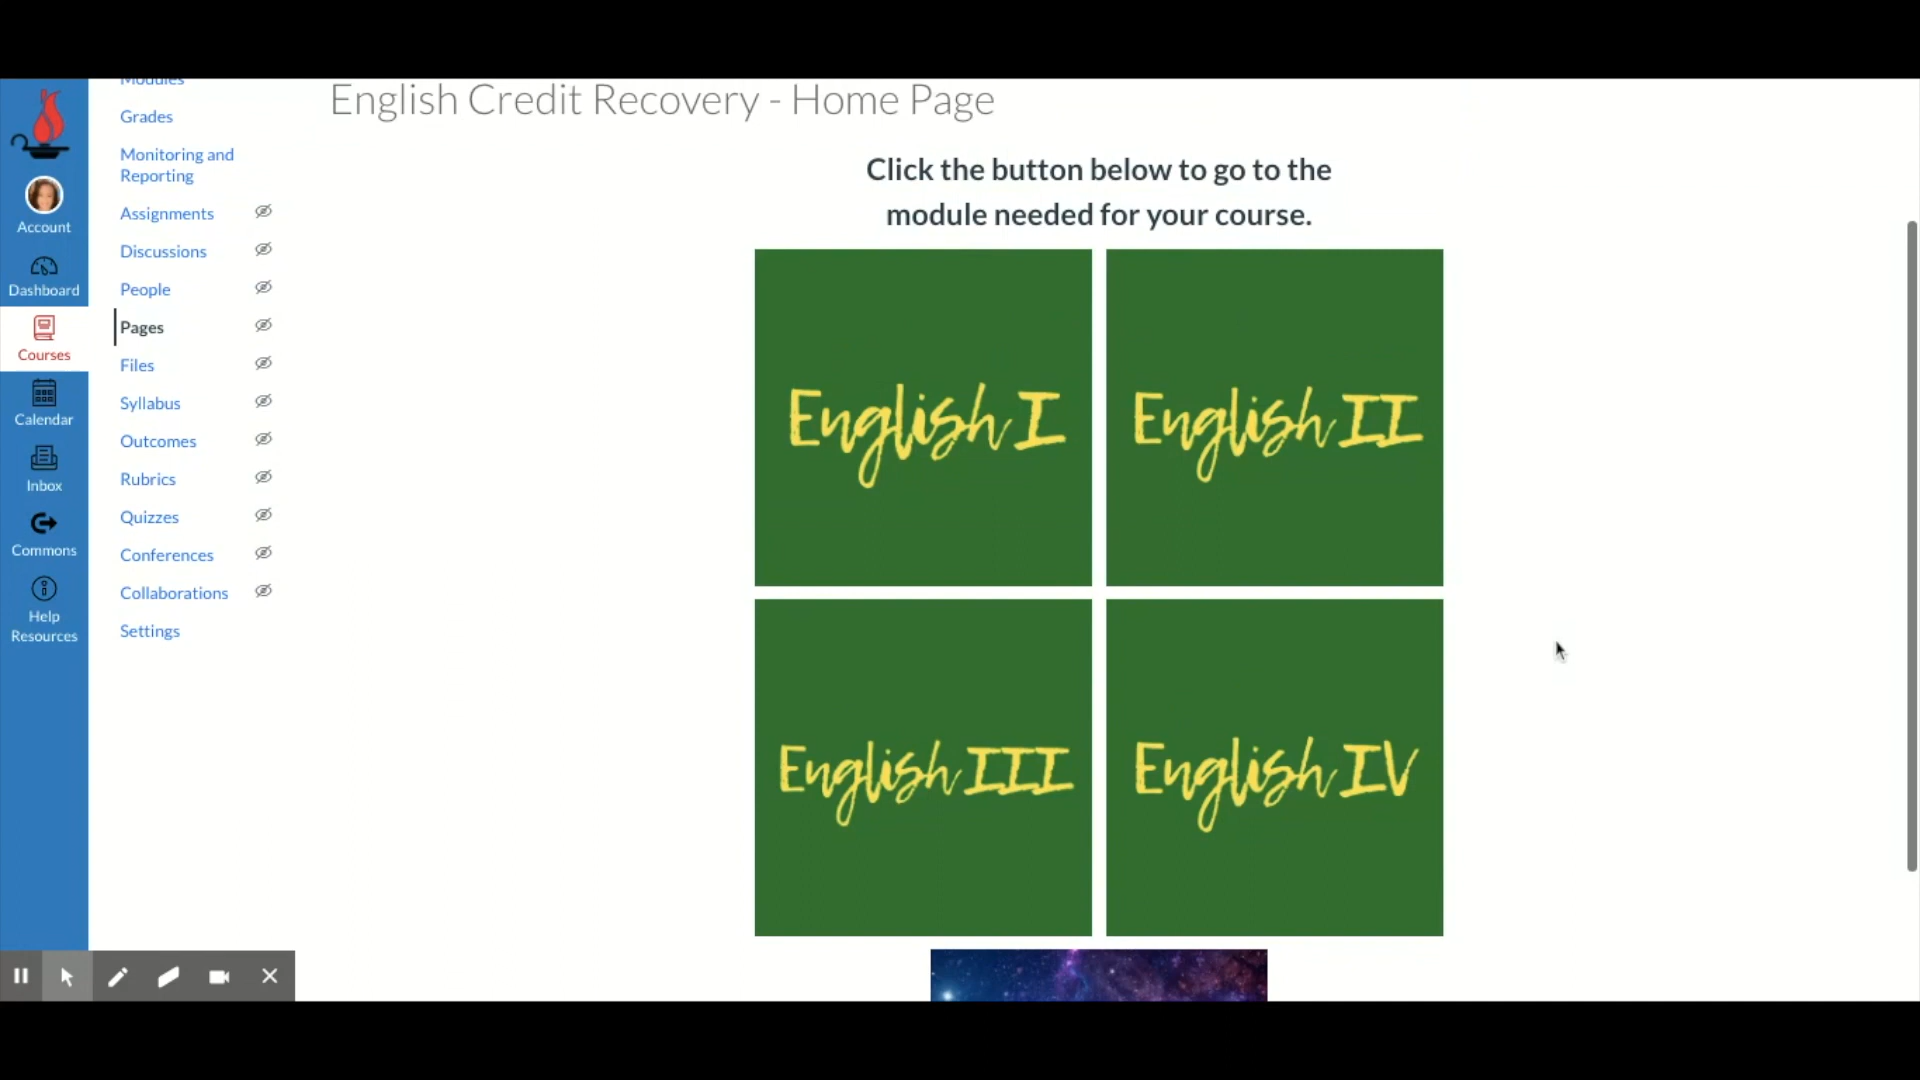 Modules
Grades
Monitoring and
Reporting
Assignments
Discussions
People
Pages
Files
Syllabus
Outcomes
Rubrics
Quizzes
Conferences
Collaborations
Settings
Account
Dashboard
Courses
Calendar
Inbox
Commons
Help
Resources
English Credit Recovery - Home Page
Click the button below to go to the
module needed for your course.
English I
English II
English III
English IV